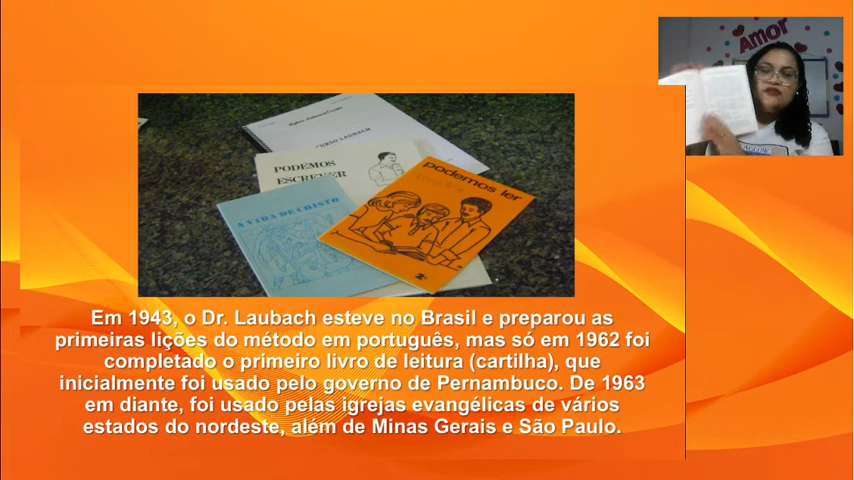 Amor
CURSO LAUBACH
PODEMOS
ESCREVER
podemos ler
A VIDA DE CRISTO
Em 1943, o Dr. Laubach esteve no Brasil e preparou as
primeiras lições do método em português, mas só em 1962 foi
completado o primeiro livro de leitura (cartilha), que
inicialmente foi usado pelo governo de Pernambuco. De 1963
em diante, foi usado pelas igrejas evangélicas de vários
estados do nordeste, além de Minas Gerais e São Paulo.